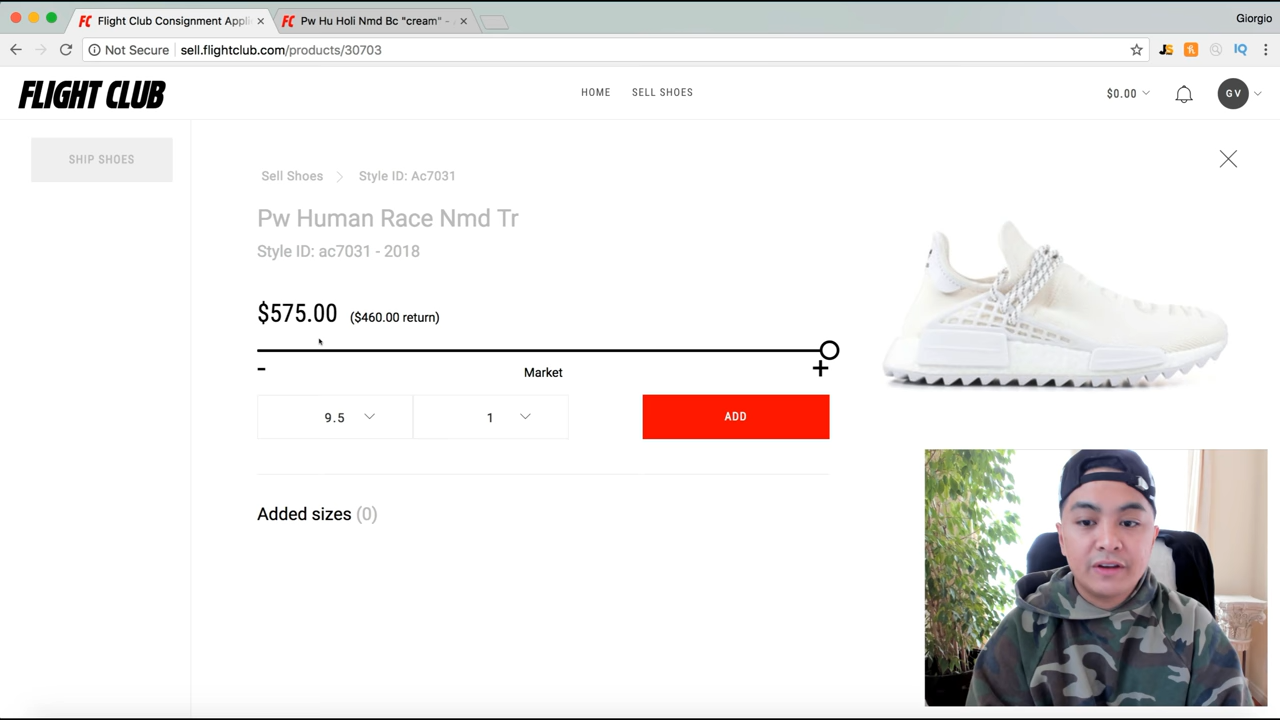 Flight Club Consignment Appli
Pw Hu Holi Nmd Bc "cream" -
Giorgio
Not Secure
sell.flightclub.com/products/30703
FLIGHT CLUB
HOME
SELL SHOES
$0.00
GV
SHIP SHOES
Sell Shoes
Style ID: Ac7031
Pw Human Race Nmd Tr
Style ID: ac7031 - 2018
$575.00 ($460.00 return)
- Market +
9.5
1
ADD
Added sizes (0)